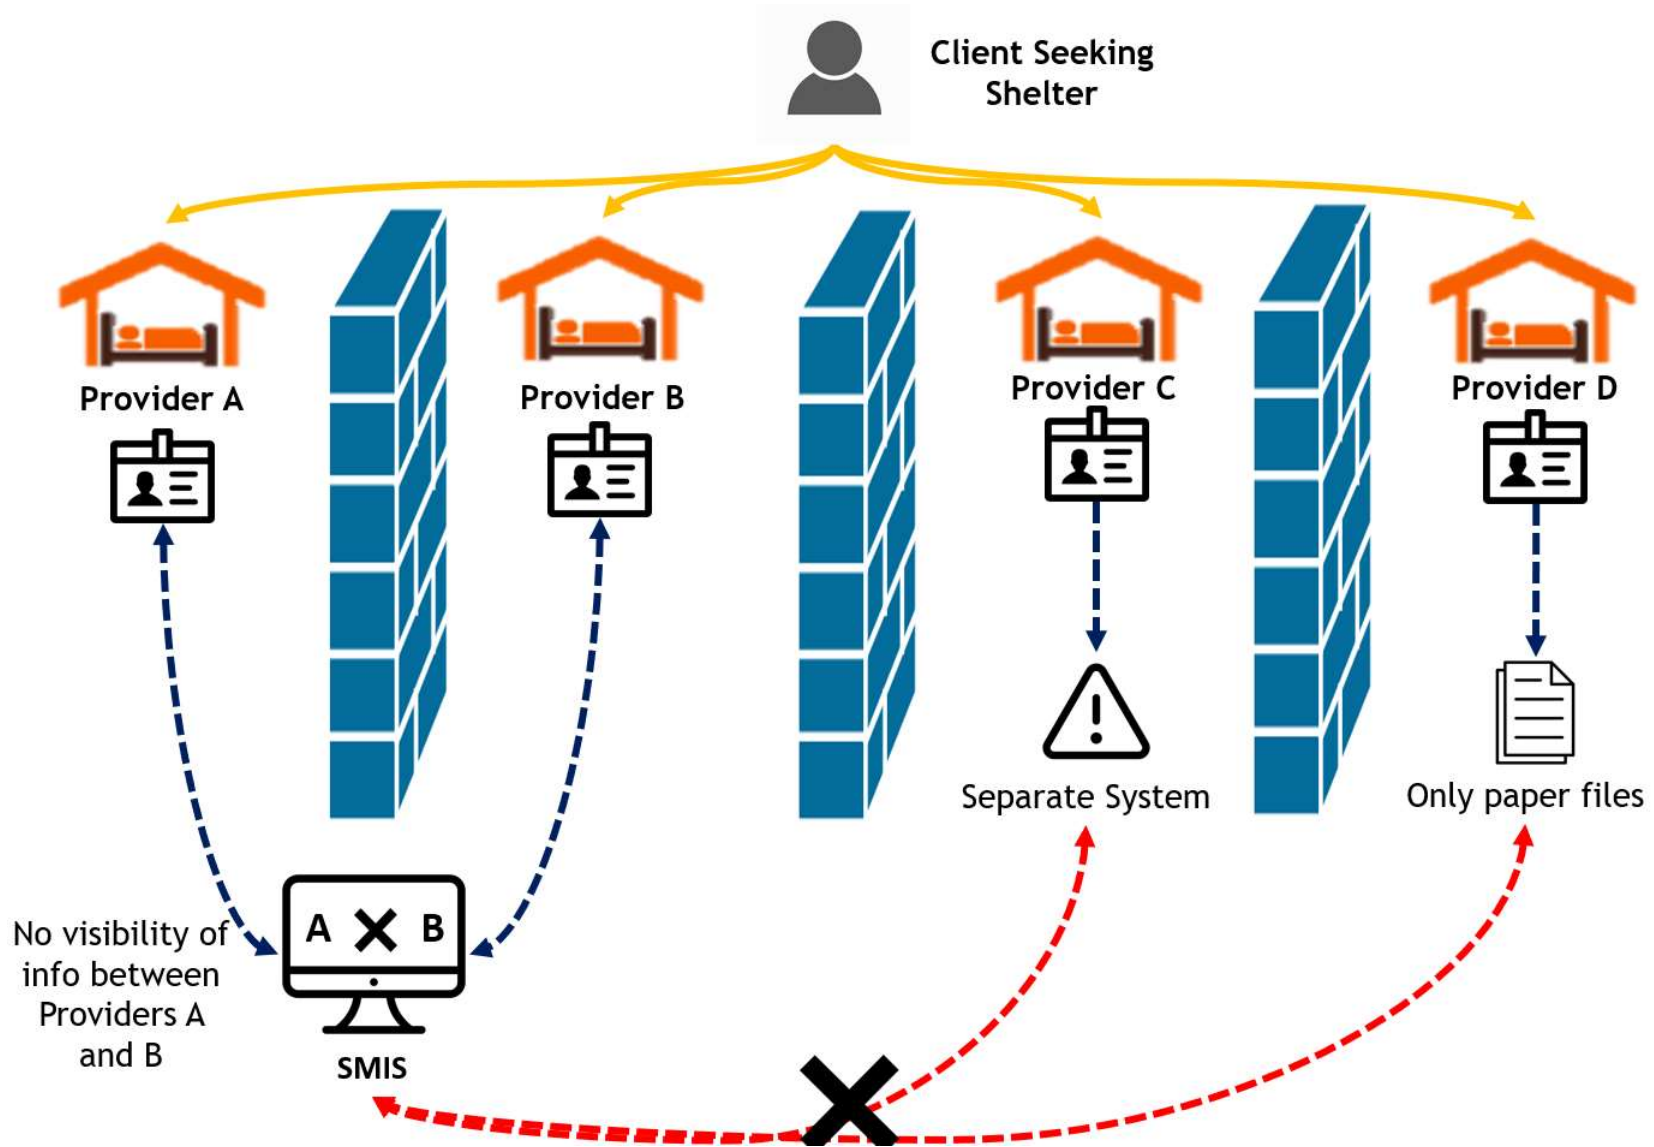 Client Seeking
Shelter
Provider A
Provider B
Provider C
Provider D
Separate System
Only paper files
A
B
No visibility of
info between
Providers A
and B
SMIS